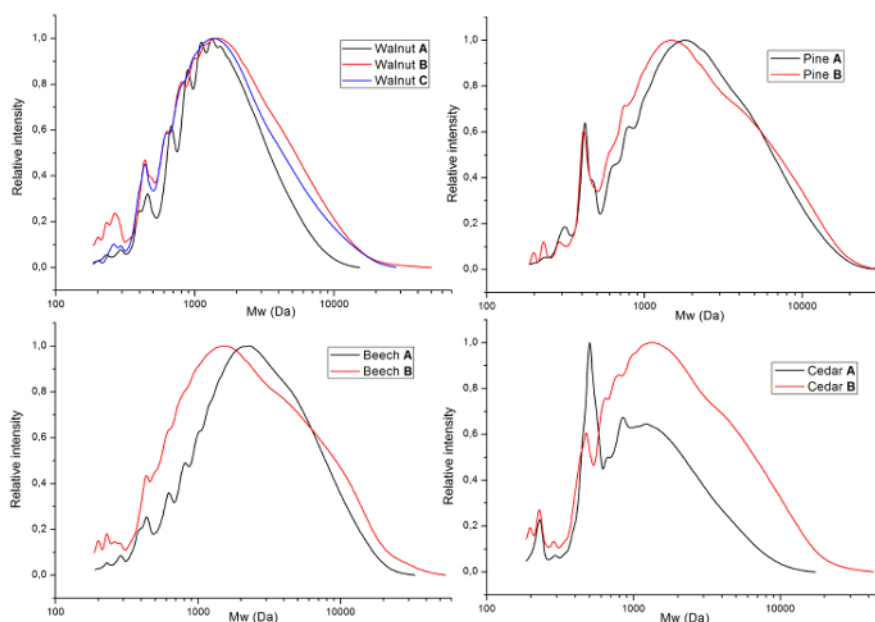 1,0
0,8
0,6
0,4
0,2
0,0
Relative intensity
Walnut A
Walnut B
Walnut C
100
1000
10000
Mw (Da)
1,0
0,8
0,6
0,4
0,2
0,0
Relative intensity
Pine A
Pine B
100
1000
10000
Mw (Da)
1,0
0,8
0,6
0,4
0,2
0,0
Relative intensity
Beech A
Beech B
100
1000
10000
Mw (Da)
1,0
0,8
0,6
0,4
0,2
0,0
Relative intensity
Cedar A
Cedar B
100
1000
10000
Mw (Da)